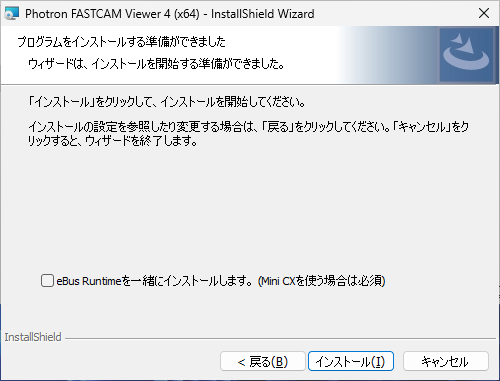 Photron FASTCAM Viewer 4 (x64) - InstallShield Wizard
プログラムをインストールする準備ができました
ウィザードは、インストールを開始する準備ができました。
「インストール」をクリックして、インストールを開始してください。
インストールの設定を参照したり変更する場合は、「戻る」をクリックしてください。「キャンセル」をク
リックすると、ウィザードを終了します。
eBus Runtimeを一緒にインストールします。 (Mini CXを使う場合は必須)
InstallShield
< 戻る(B)
インストール(I)
キャンセル